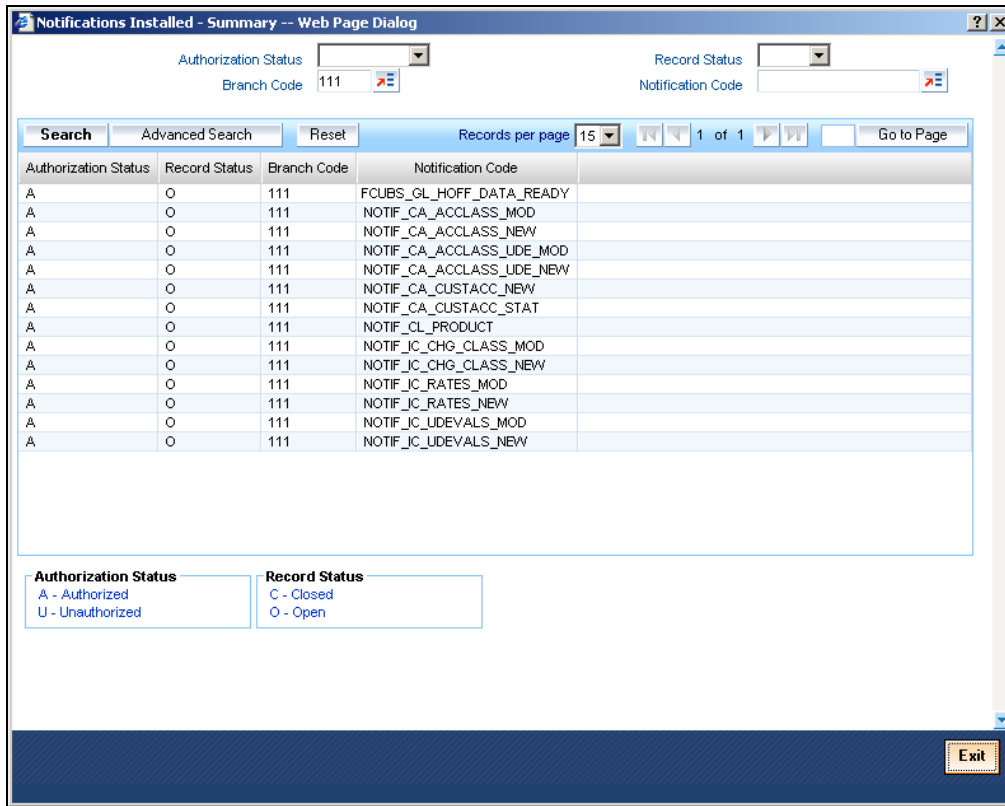 Notifications Installed - Summary -- Web Page Dialog ? X
Authorization Status Record Status
Branch Code 111 Notification Code
Search Advanced Search Reset Records per page 15 1 of 1 Go to Page
Authorization Status Record Status Branch Code Notification Code
A O 111 FCUBS_GL_HOFF_DATA_READY
A O 111 NOTIF_CA_ACCLASS_MOD
A O 111 NOTIF_CA_ACCLASS_NEW
A O 111 NOTIF_CA_ACCLASS_UDE_MOD
A O 111 NOTIF_CA_ACCLASS_UDE_NEW
A O 111 NOTIF_CA_CUSTACC_NEW
A O 111 NOTIF_CA_CUSTACC_STAT
A O 111 NOTIF_CL_PRODUCT
A O 111 NOTIF_IC_CHG_CLASS_MOD
A O 111 NOTIF_IC_CHG_CLASS_NEW
A O 111 NOTIF_IC_RATES_MOD
A O 111 NOTIF_IC_RATES_NEW
A O 111 NOTIF_IC_UDEVALS_MOD
A O 111 NOTIF_IC_UDEVALS_NEW
Authorization Status Record Status
A - Authorized C - Closed
U - Unauthorized O - Open
Exit